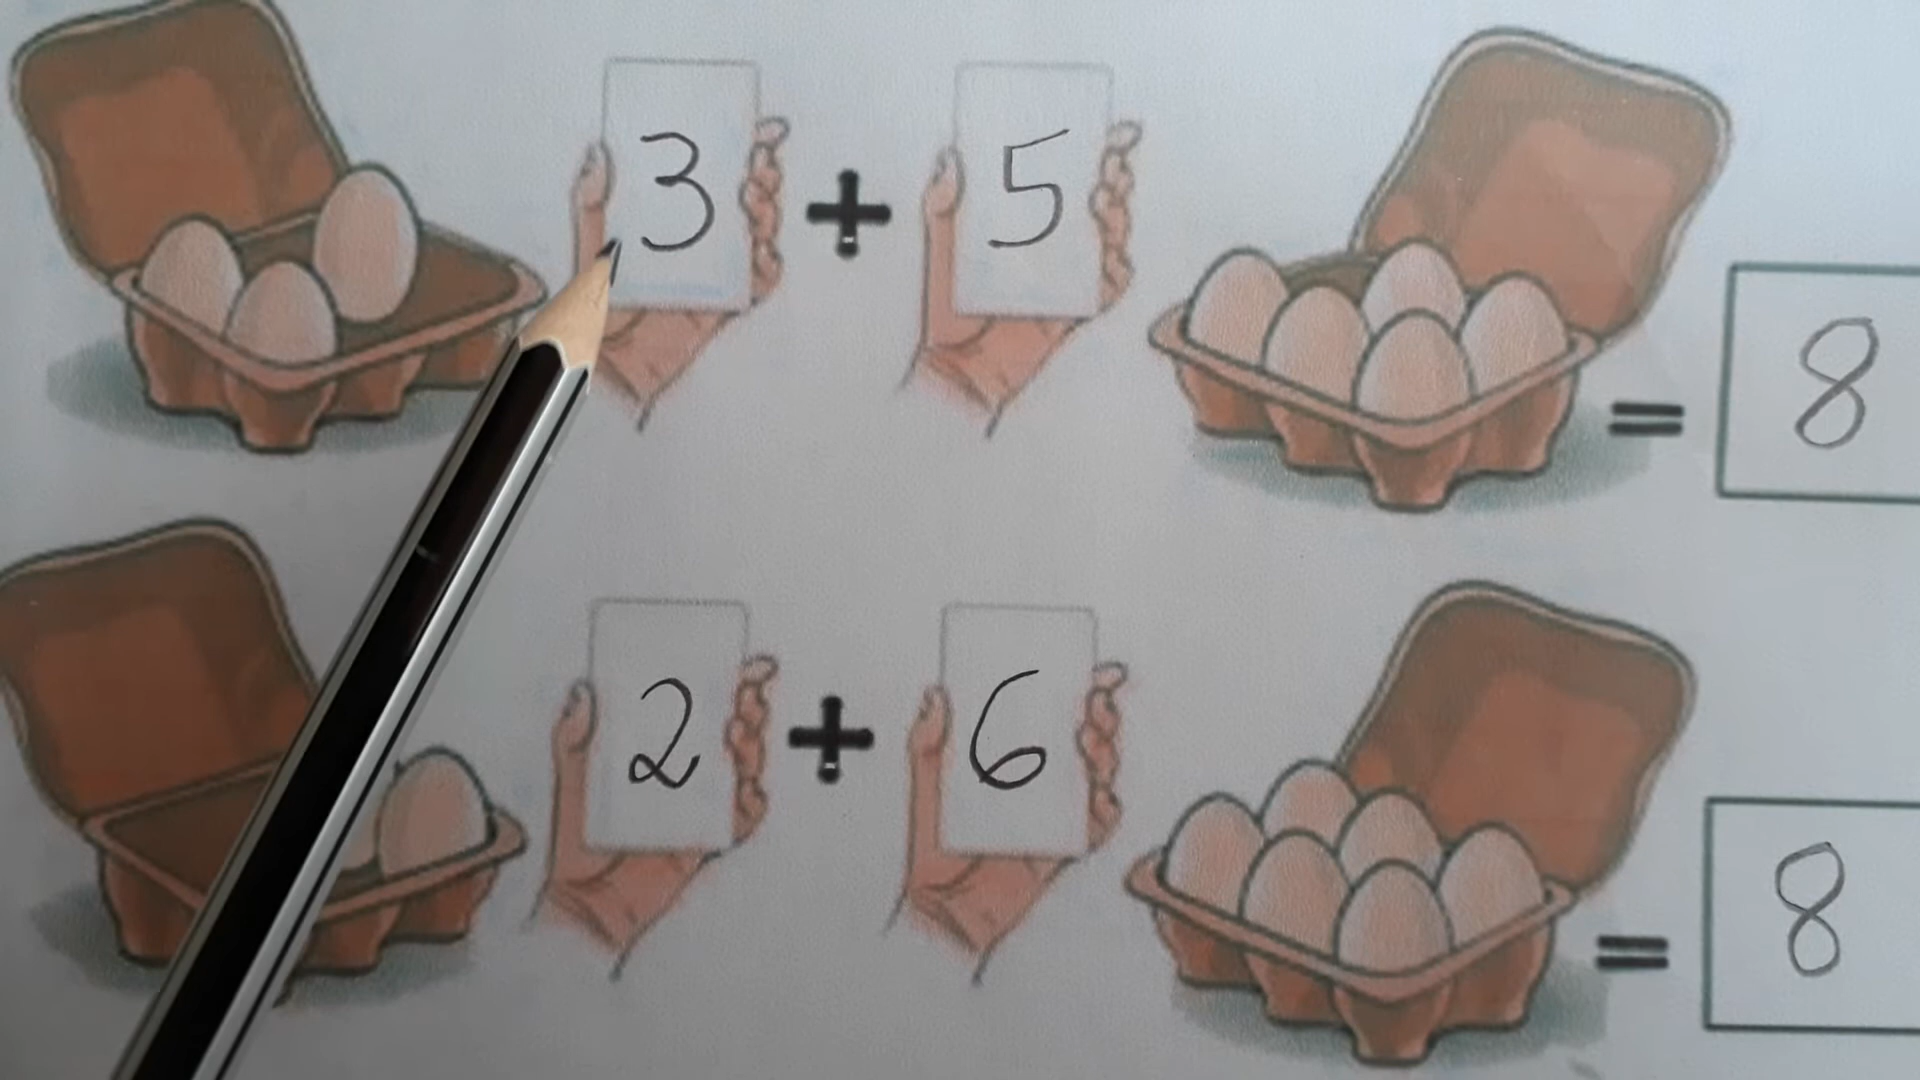 3 + 5 = 8
2 + 6 = 8